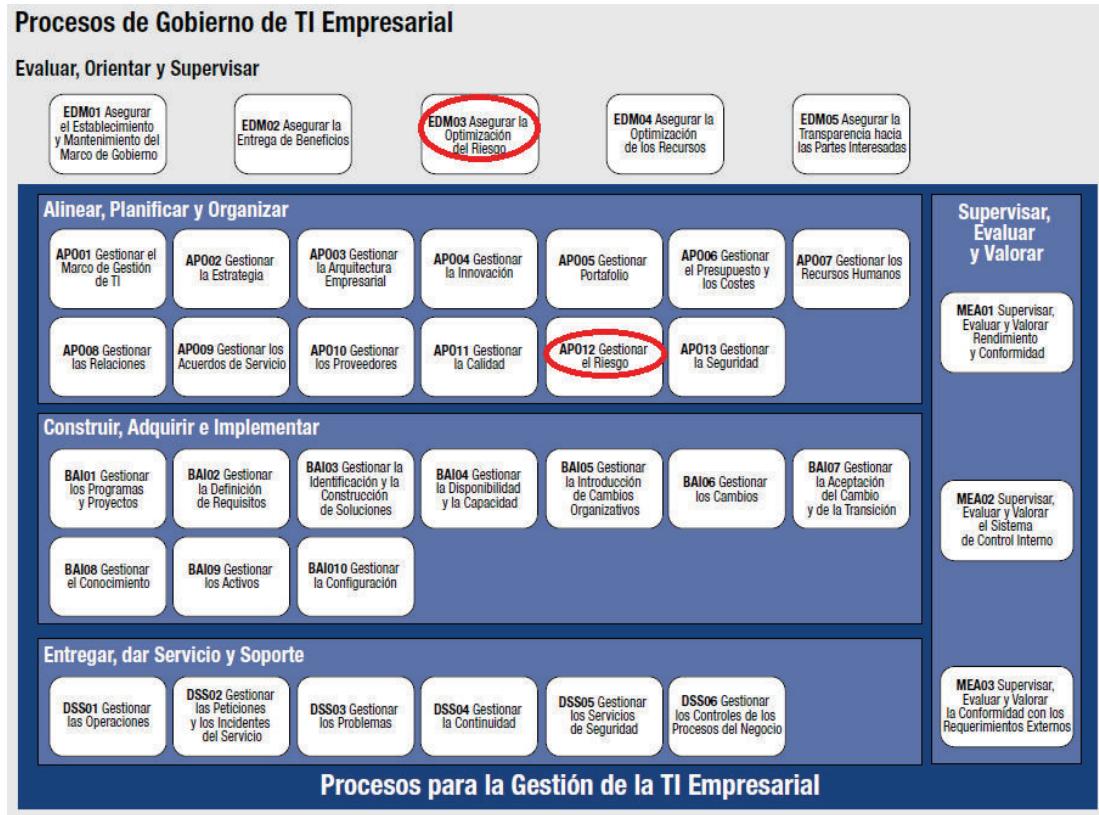 Procesos de Gobierno de TI Empresarial
Evaluar, Orientar y Supervisar
EDM01 Asegurar
el Establecimiento
y Mantenimiento del
Marco de Gobierno
EDM02 Asegurar la
Entrega de Beneficios
EDM03 Asegurar la
Optimización
del Riesgo
EDM04 Asegurar la
Optimización
de los Recursos
EDM05 Asegurar la
Transparencia hacia
las Partes Interesadas
Alinear, Planificar y Organizar
APO01 Gestionar el
Marco de Gestión
de TI
APO02 Gestionar
la Estrategia
APO03 Gestionar
la Arquitectura
Empresarial
APO04 Gestionar
la Innovación
APO05 Gestionar
Portafolio
APO06 Gestionar
el Presupuesto y
los Costes
APO07 Gestionar los
Recursos Humanos
APO08 Gestionar
las Relaciones
APO09 Gestionar los
Acuerdos de Servicio
APO10 Gestionar
los Proveedores
APO11 Gestionar
la Calidad
APO12 Gestionar
el Riesgo
APO13 Gestionar
la Seguridad
Construir, Adquirir e Implementar
BAI01 Gestionar
los Programas
y Proyectos
BAI02 Gestionar
la Definición
de Requisitos
BAI03 Gestionar la
Identificación y la
Construcción
de Soluciones
BAI04 Gestionar
la Disponibilidad
y la Capacidad
BAI05 Gestionar
la Introducción
de Cambios
Organizativos
BAI06 Gestionar
los Cambios
BAI07 Gestionar
la Aceptación
del Cambio
y de la Transición
BAI08 Gestionar
el Conocimiento
BAI09 Gestionar
los Activos
BAI010 Gestionar
la Configuración
Entregar, dar Servicio y Soporte
DSS01 Gestionar
las Operaciones
DSS02 Gestionar
las Peticiones
y los Incidentes
del Servicio
DSS03 Gestionar
los Problemas
DSS04 Gestionar
la Continuidad
DSS05 Gestionar
los Servicios
de Seguridad
DSS06 Gestionar
los Controles de los
Procesos del Negocio
Supervisar,
Evaluar
y Valorar
MEA01 Supervisar,
Evaluar y Valorar
Rendimiento
y Conformidad
MEA02 Supervisar,
Evaluar y Valorar
el Sistema
de Control Interno
MEA03 Supervisar,
Evaluar y Valorar
la Conformidad con los
Requerimientos Externos
Procesos para la Gestión de la TI Empresarial